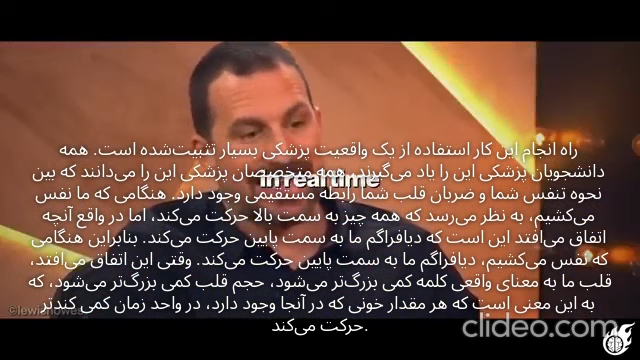 راه انجام این کار استفاده از یک واقعیت پزشکی بسیار تثبیت‌شده است. همه
دانشجویان پزشکی این را یاد می‌گیرند. همه متخصصان پزشکی این را می‌دانند که بین
in real time
نحوه تنفس شما و ضربان قلب شما رابطه مستقیمی وجود دارد. هنگامی که ما نفس
می‌کشیم، به نظر می‌رسد که همه چیز به سمت بالا حرکت می‌کند، اما در واقع آنچه
اتفاق می‌افتد این است که دیافراگم ما به سمت پایین حرکت می‌کند. بنابراین هنگامی
که نفس می‌کشیم، دیافراگم ما به سمت پایین حرکت می‌کند. وقتی این اتفاق می‌افتد،
قلب ما به معنای واقعی کلمه کمی بزرگ‌تر می‌شود، حجم قلب کمی بزرگ‌تر می‌شود، که
به این معنی است که هر مقدار خونی که در آنجا وجود دارد، در واحد زمان کمی کندتر
حرکت می‌کند.
@lewishowes
clideo.com